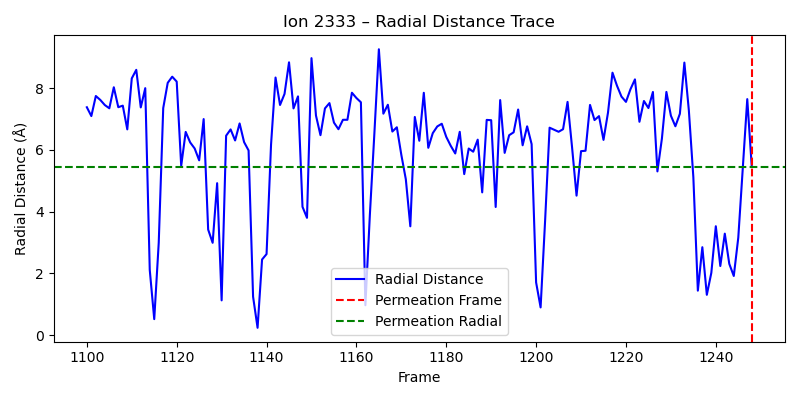 Ion 2333 – Radial Distance Trace
Radial Distance (Å)
8
6
4
2
0
Radial Distance
Permeation Frame
Permeation Radial
1100 1120 1140 1160 1180 1200 1220 1240
Frame